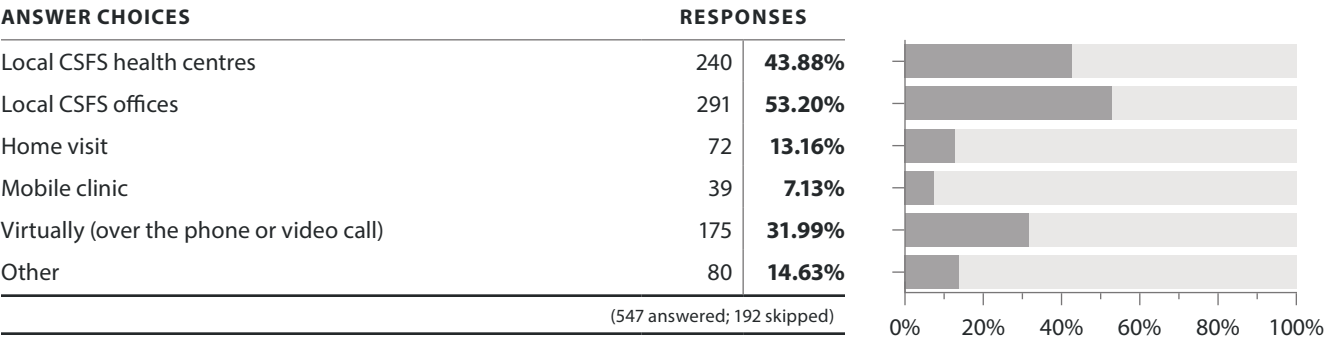 ANSWER CHOICES RESPONSES
Local CSFS health centres 240 43.88%
Local CSFS offices 291 53.20%
Home visit 72 13.16%
Mobile clinic 39 7.13%
Virtually (over the phone or video call) 175 31.99%
Other 80 14.63%
(547 answered; 192 skipped)
0% 20% 40% 60% 80% 100%